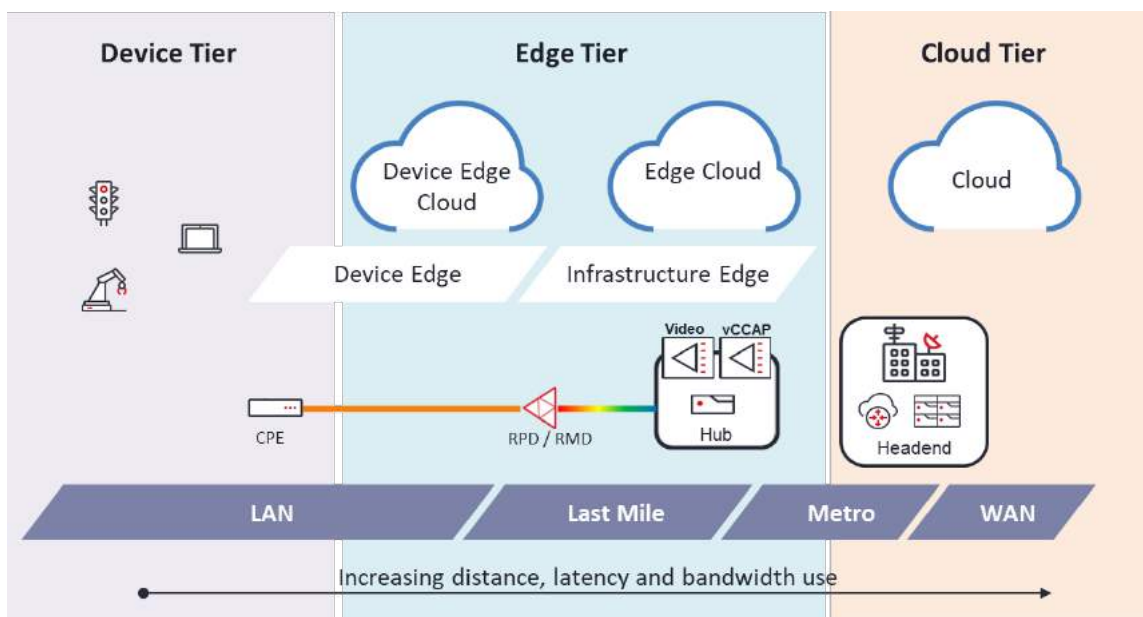 Device Tier
Edge Tier
Cloud Tier
Device Edge
Cloud
Edge Cloud
Cloud
Device Edge
Infrastructure Edge
Video
vCCAP
CPE
RPD / RMD
Hub
Headend
LAN
Last Mile
Metro
WAN
Increasing distance, latency and bandwidth use